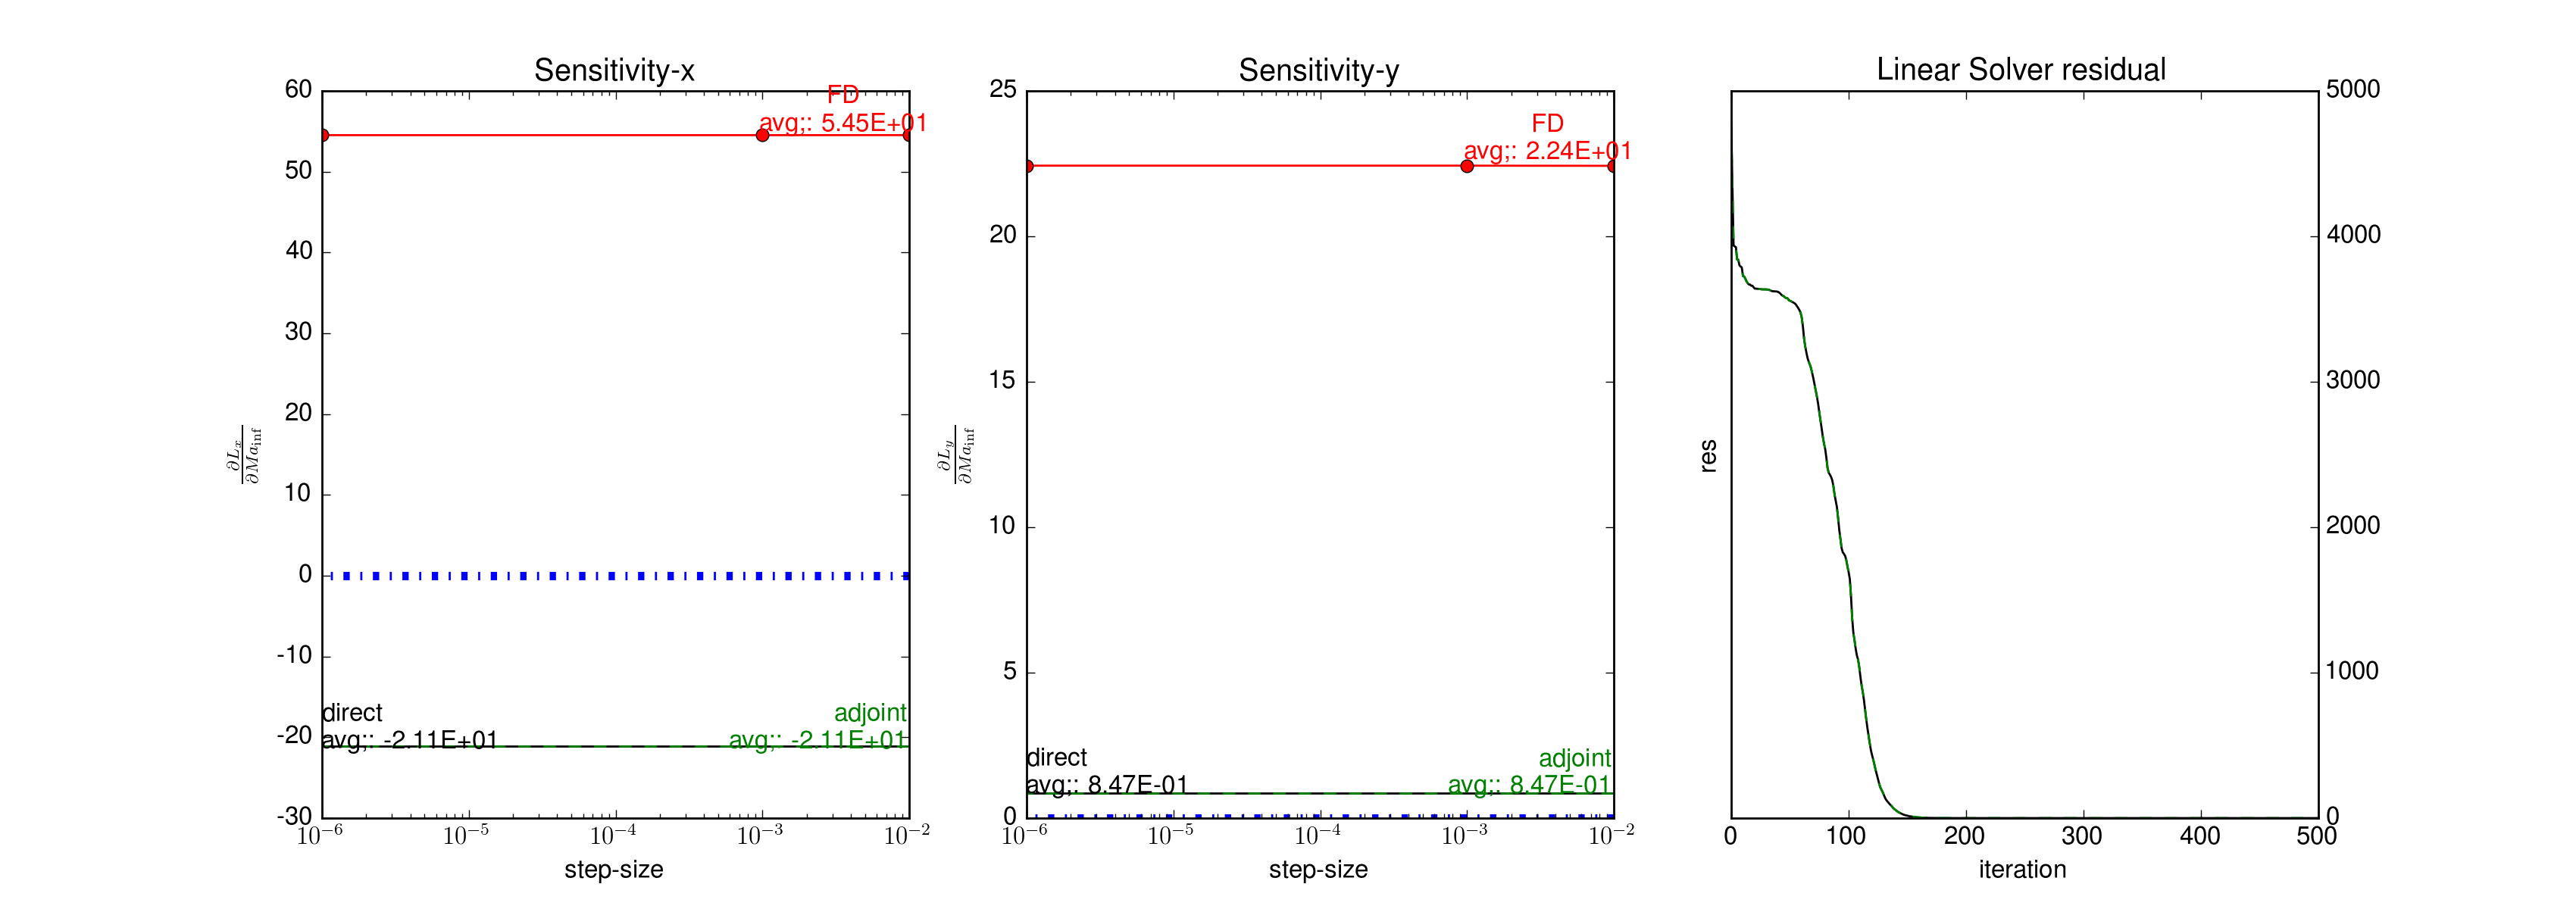 Sensitivity-x
60
50
40
30
20
10
0
-10
-20
-30
FD
avg;: 5.45E+01
direct
avg;: -2.11E+01
adjoint
avg;: -2.11E+01
∂L_x
∂Ma_inf
10^-6 10^-5 10^-4 10^-3 10^-2
step-size
Sensitivity-y
25
20
15
10
5
0
FD
avg;: 2.24E+01
direct
avg;: 8.47E-01
adjoint
avg;: 8.47E-01
∂L_y
∂Ma_inf
10^-6 10^-5 10^-4 10^-3 10^-2
step-size
Linear Solver residual
res
5000
4000
3000
2000
1000
0
0 100 200 300 400 500
iteration